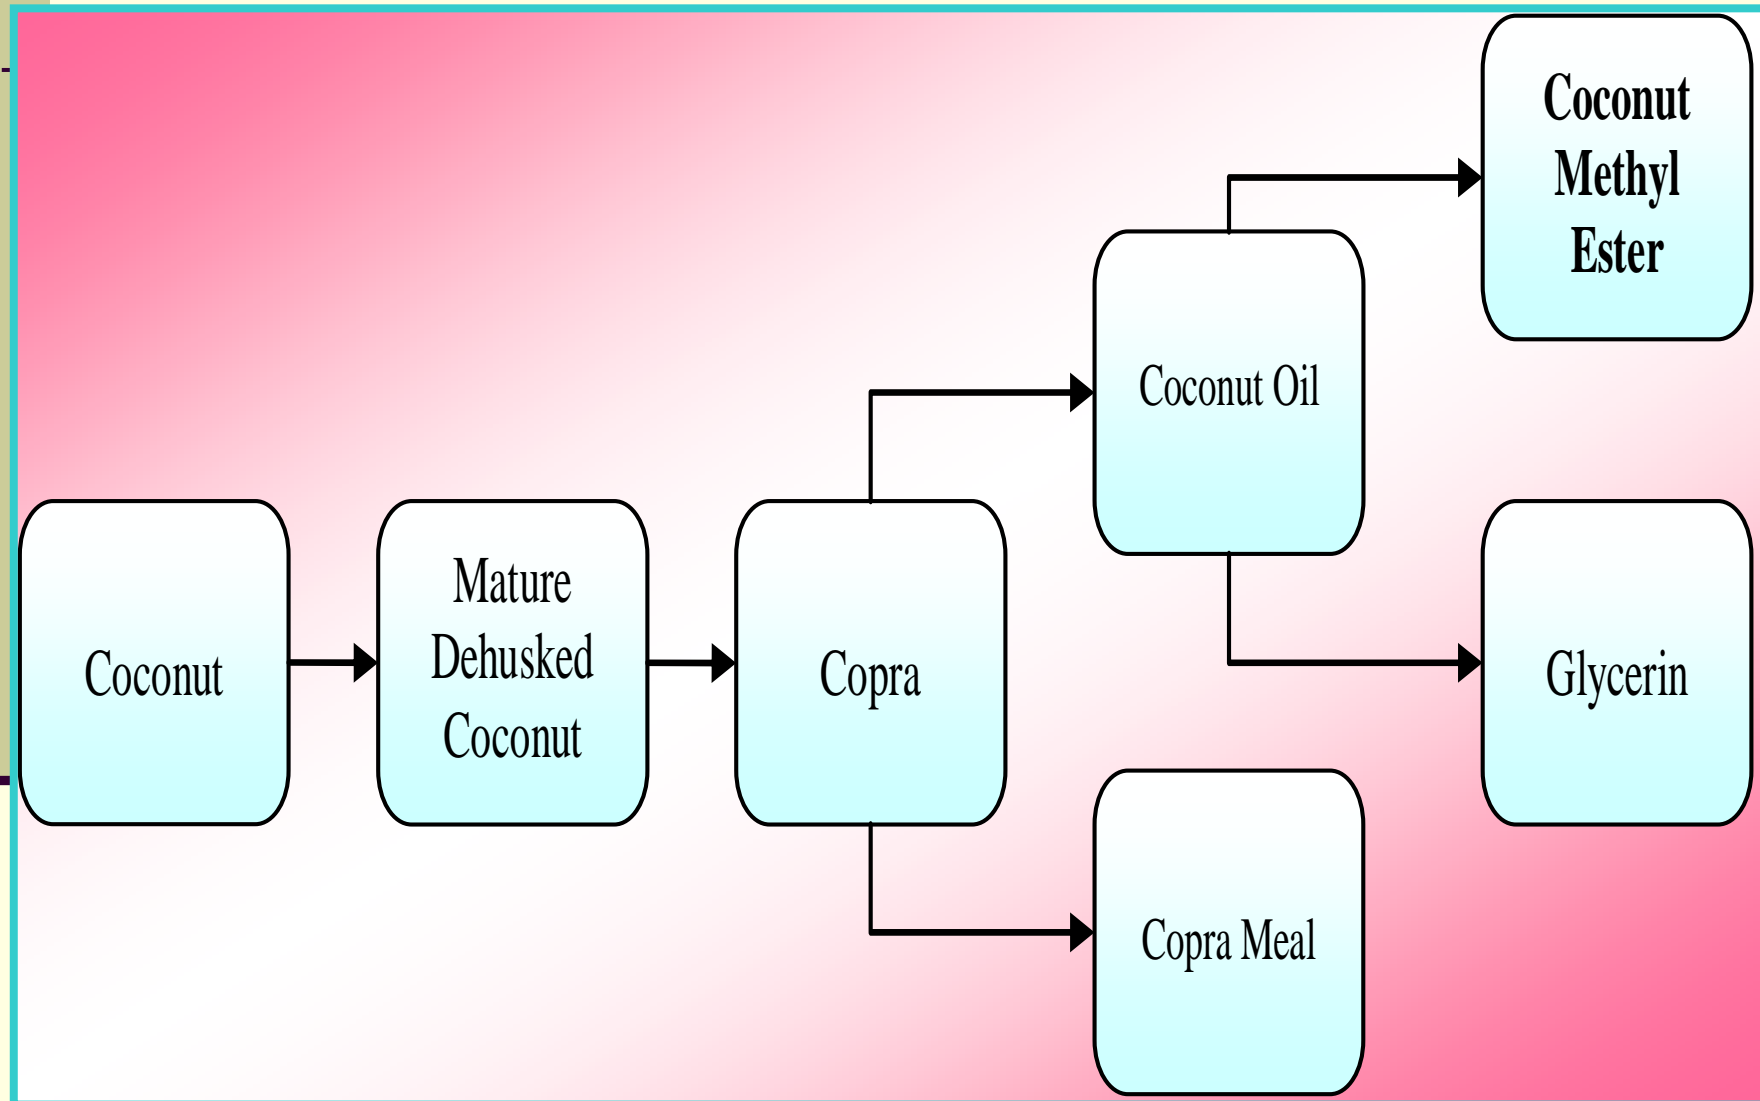 Coconut
Mature
Dehusked
Coconut
Copra
Coconut Oil
Copra Meal
Coconut
Methyl
Ester
Glycerin